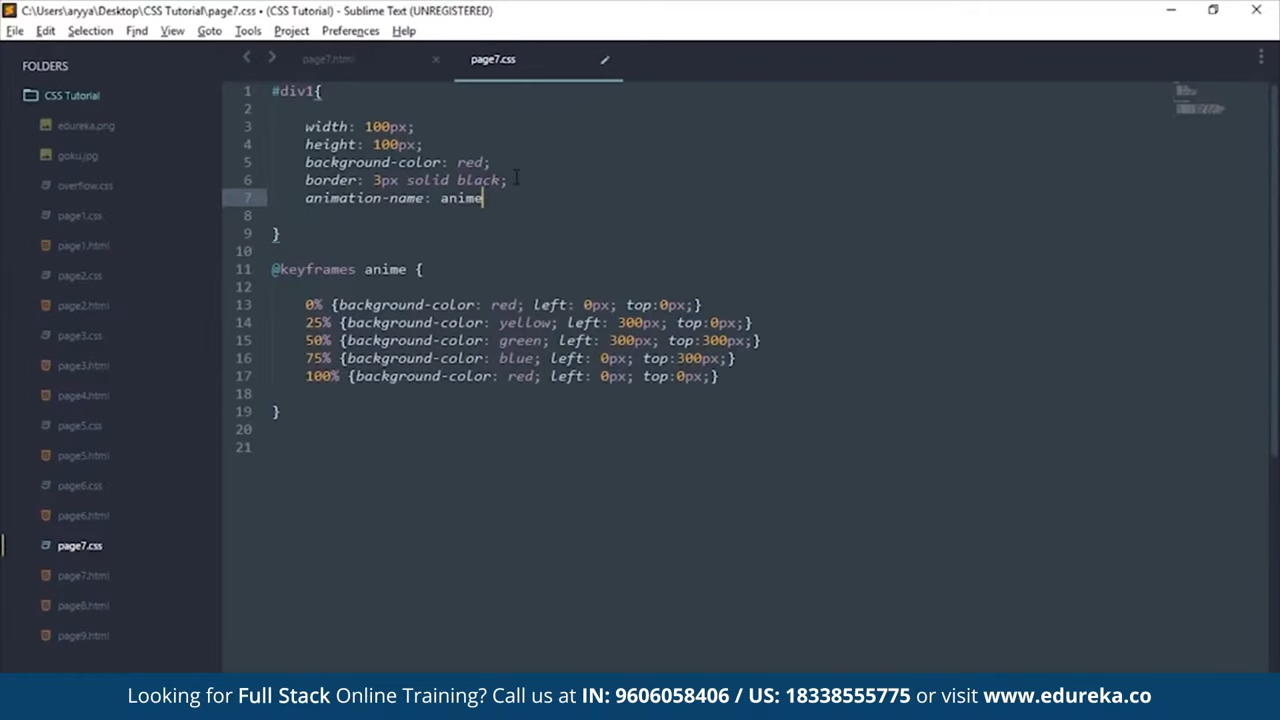 C:\Users\aryya\Desktop\CSS Tutorial\page7.css • (CSS Tutorial) - Sublime Text (UNREGISTERED)
File Edit Selection Find View Goto Tools Project Preferences Help
FOLDERS
CSS Tutorial
edureka.png
goku.jpg
overflow.css
page1.css
page1.html
page2.css
page2.html
page3.css
page3.html
page4.html
page5.css
page5.html
page6.css
page6.html
page7.css
page7.html
page8.html
page9.html
page7.html page7.css
1 #div1{
2
3 width: 100px;
4 height: 100px;
5 background-color: red;
6 border: 3px solid black;
7 animation-name: anime
8
9 }
10
11 @keyframes anime {
12
13 0% {background-color: red; left: 0px; top:0px;}
14 25% {background-color: yellow; left: 300px; top:0px;}
15 50% {background-color: green; left: 300px; top:300px;}
16 75% {background-color: blue; left: 0px; top:300px;}
17 100% {background-color: red; left: 0px; top:0px;}
18
19 }
20
21
Looking for Full Stack Online Training? Call us at IN: 9606058406 / US: 18338555775 or visit www.edureka.co